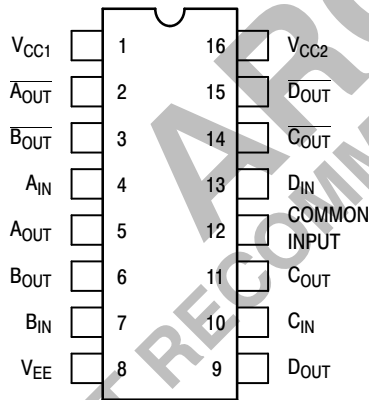 VCC1 1 16 VCC2
AOUT 2 15 DOUT
BOUT 3 14 COUT
AIN 4 13 DIN
AOUT 5 12 COMMON INPUT
BOUT 6 11 COUT
BIN 7 10 CIN
VEE 8 9 DOUT